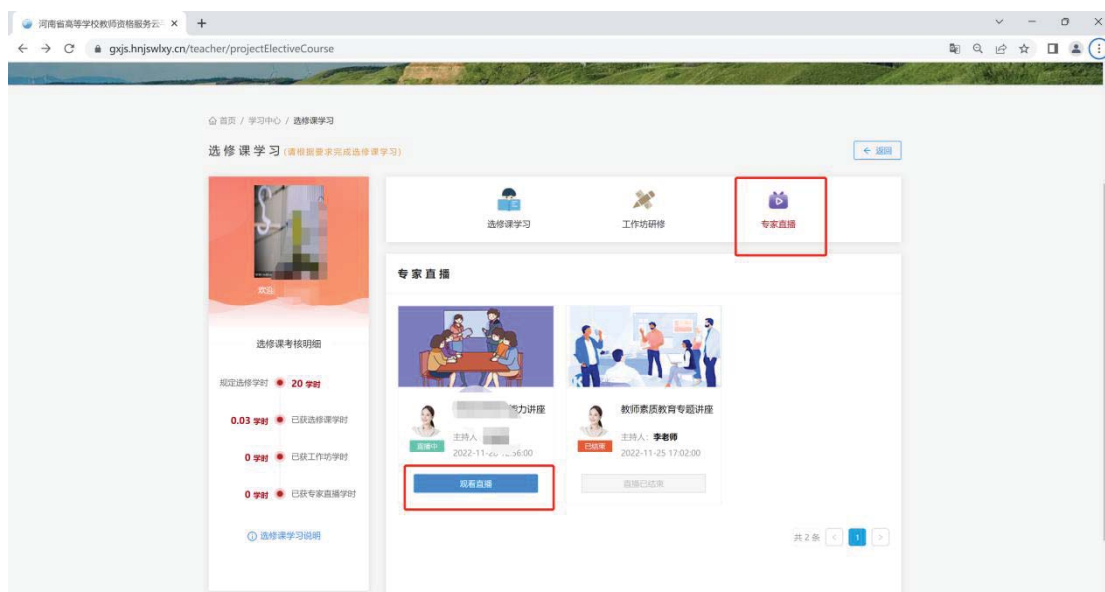 河南省高等学校教师资格服务云
gxjs.hnjswlxy.cn/teacher/projectElectiveCourse
首页 / 学习中心 / 选修课学习
选修课学习 (请根据要求完成选修课学习)
← 返回
选修课学习
工作坊研修
专家直播
欢迎
专家直播
选修课考核明细
规定选修学时 20 学时
0.03 学时 已获选修课学时
0 学时 已获工作坊学时
0 学时 已获专家直播学时
选修课学习说明
能力讲座
直播中
主持人
2022-11-2
观看直播
教师素质教育专题讲座
已结束
主持人: 李老师
2022-11-25 17:02:00
直播已结束
共 2 条 < 1 >